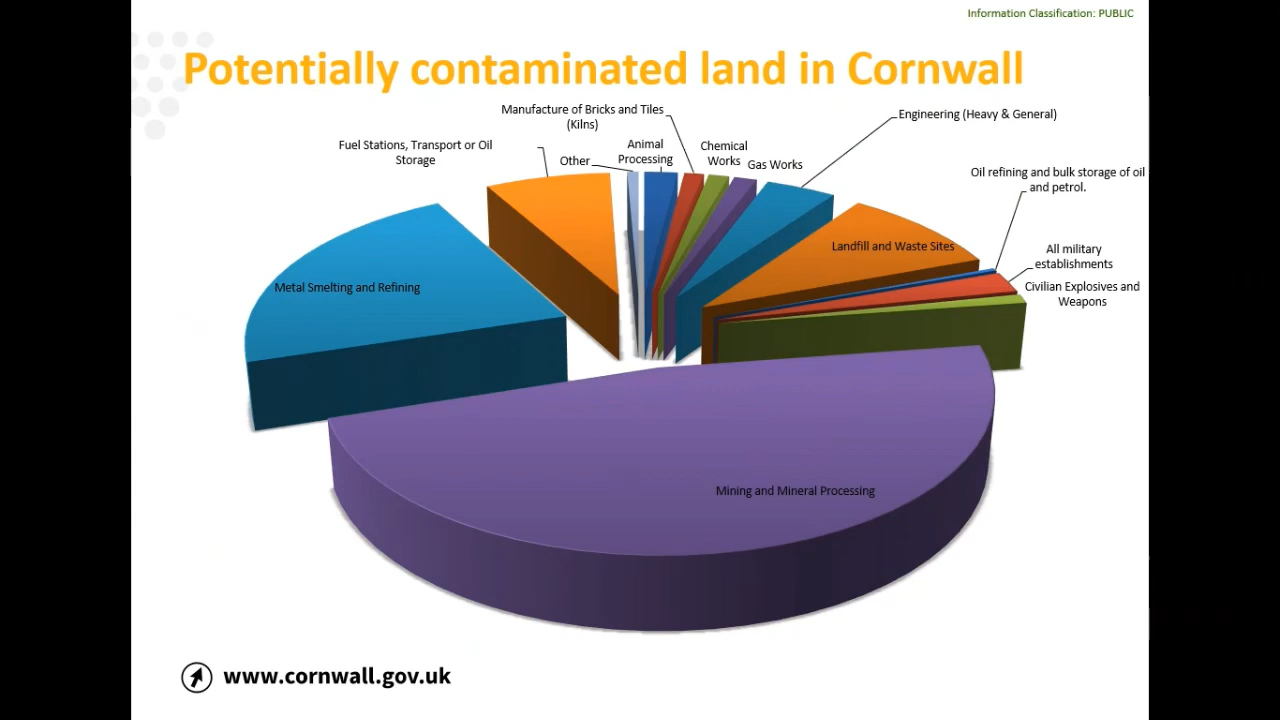 Information Classification: PUBLIC
Potentially contaminated land in Cornwall
Manufacture of Bricks and Tiles
(Kilns)
Engineering (Heavy & General)
Fuel Stations, Transport or Oil
Storage
Other
Animal
Processing
Chemical
Works
Gas Works
Oil refining and bulk storage of oil
and petrol.
Landfill and Waste Sites
All military
establishments
Metal Smelting and Refining
Civilian Explosives and
Weapons
Mining and Mineral Processing
www.cornwall.gov.uk